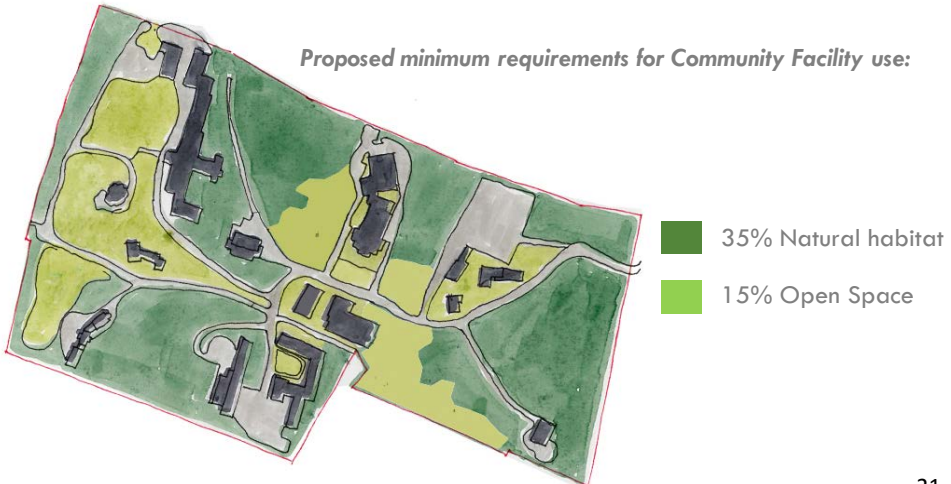 Proposed minimum requirements for Community Facility use:
35% Natural habitat
15% Open Space